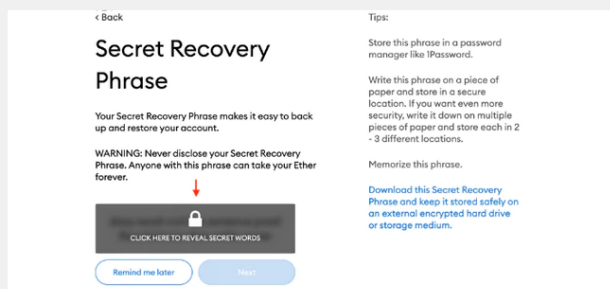 < Back
Secret Recovery
Phrase
Your Secret Recovery Phrase makes it easy to back
up and restore your account.
WARNING: Never disclose your Secret Recovery
Phrase. Anyone with this phrase can take your Ether
forever.
CLICK HERE TO REVEAL SECRET WORDS
Remind me later
Next
Tips:
Store this phrase in a password
manager like 1Password.
Write this phrase on a piece of
paper and store in a secure
location. If you want even more
security, write it down on multiple
pieces of paper and store each in 2
- 3 different locations.
Memorize this phrase.
Download this Secret Recovery
Phrase and keep it stored safely on
an external encrypted hard drive
or storage medium.